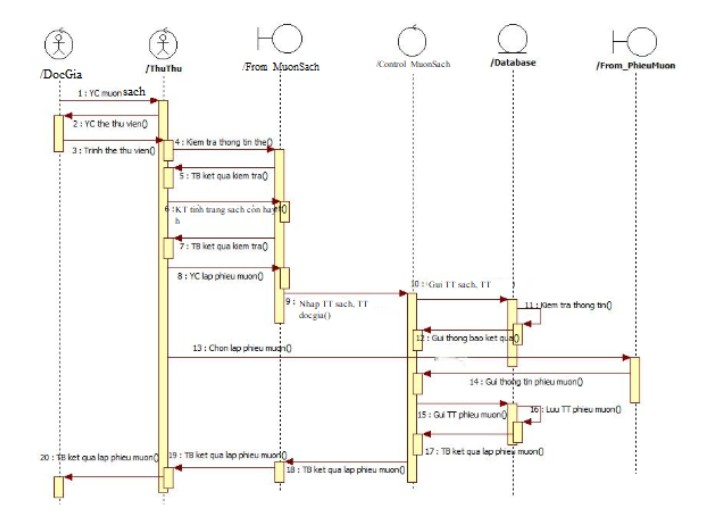 /DocGia
/ThuThu
/From_MuonSach
/Control_MuonSach
/Database
/From_PhieuMuon
1 : YC muon sach
2 : YC the thu vien()
3 : Trinh the thu vien()
4 : Kiem tra thong tin the()
5 : TB ket qua kiem tra()
6 : KT tinh trang sach còn hay
h
7 : TB ket qua kiem tra()
8 : YC lap phieu muon()
9 : Nhap TT sach, TT
docgia()
10 : Gui TT sach, TT
11 : Kiem tra thong tin()
12 : Gui thong bao ket qua()
13 : Chon lap phieu muon()
14 : Gui thong tin phieu muon()
15 : Gui TT phieu muon()
16 : Luu TT phieu muon()
17 : TB ket qua lap phieu muon()
18 : TB ket qua lap phieu muon()
19 : TB ket qua lap phieu muon()
20 : TB ket qua lap phieu muon()